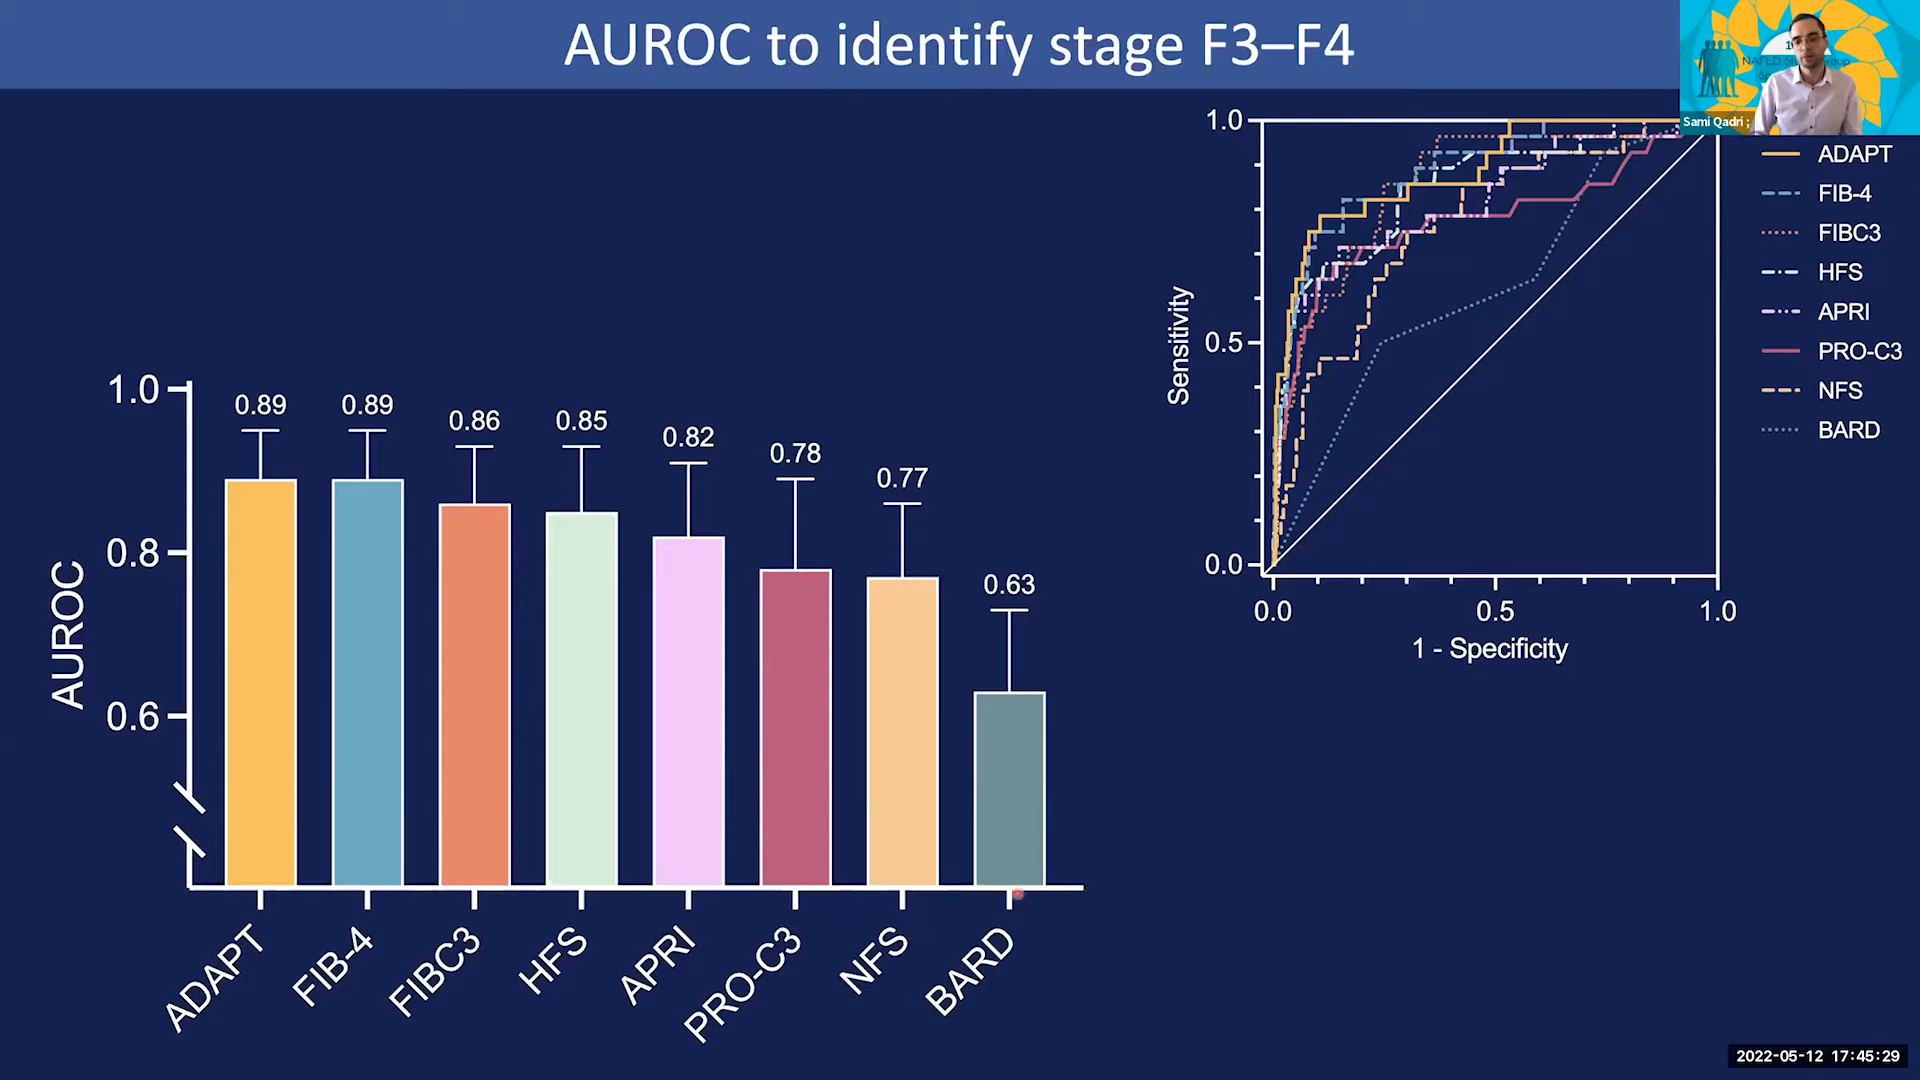 AUROC to identify stage F3–F4
NAFLD Study Group
Sami Qadri ;
AUROC
1.0
0.8
0.6
0.89
0.89
0.86
0.85
0.82
0.78
0.77
0.63
ADAPT
FIB-4
FIBC3
HFS
APRI
PRO-C3
NFS
BARD
Sensitivity
1.0
0.5
0.0
0.0
0.5
1.0
1 - Specificity
ADAPT
FIB-4
FIBC3
HFS
APRI
PRO-C3
NFS
BARD
2022-05-12 17:45:29